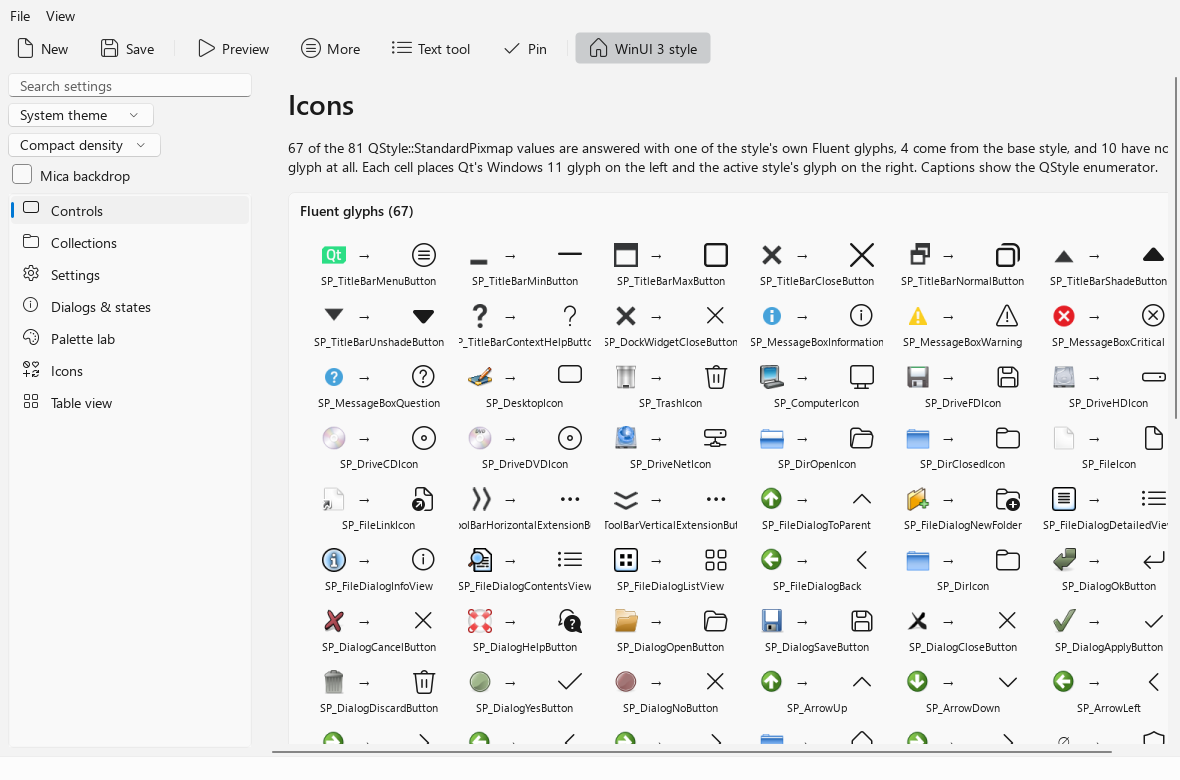 File View
New Save Preview More Text tool Pin WinUI 3 style
Search settings
System theme
Compact density
Mica backdrop
Controls
Collections
Settings
Dialogs & states
Palette lab
Icons
Table view
Icons
67 of the 81 QStyle::StandardPixmap values are answered with one of the style's own Fluent glyphs, 4 come from the base style, and 10 have no
glyph at all. Each cell places Qt's Windows 11 glyph on the left and the active style's glyph on the right. Captions show the QStyle enumerator.
Fluent glyphs (67)
Qt
SP_TitleBarMenuButton SP_TitleBarMinButton SP_TitleBarMaxButton SP_TitleBarCloseButton SP_TitleBarNormalButton SP_TitleBarShadeButton
SP_TitleBarUnshadeButton P_TitleBarContextHelpButto SP_DockWidgetCloseButton SP_MessageBoxInformation SP_MessageBoxWarning SP_MessageBoxCritical
SP_MessageBoxQuestion SP_DesktopIcon SP_TrashIcon SP_ComputerIcon SP_DriveFDIcon SP_DriveHDIcon
DVD
SP_DriveCDIcon SP_DriveDVDIcon SP_DriveNetIcon SP_DirOpenIcon SP_DirClosedIcon SP_FileIcon
SP_FileLinkIcon oolBarHorizontalExtensionB ToolBarVerticalExtensionBut SP_FileDialogToParent SP_FileDialogNewFolder SP_FileDialogDetailedView
SP_FileDialogInfoView SP_FileDialogContentsView SP_FileDialogListView SP_FileDialogBack SP_DirIcon SP_DialogOkButton
SP_DialogCancelButton SP_DialogHelpButton SP_DialogOpenButton SP_DialogSaveButton SP_DialogCloseButton SP_DialogApplyButton
SP_DialogDiscardButton SP_DialogYesButton SP_DialogNoButton SP_ArrowUp SP_ArrowDown SP_ArrowLeft